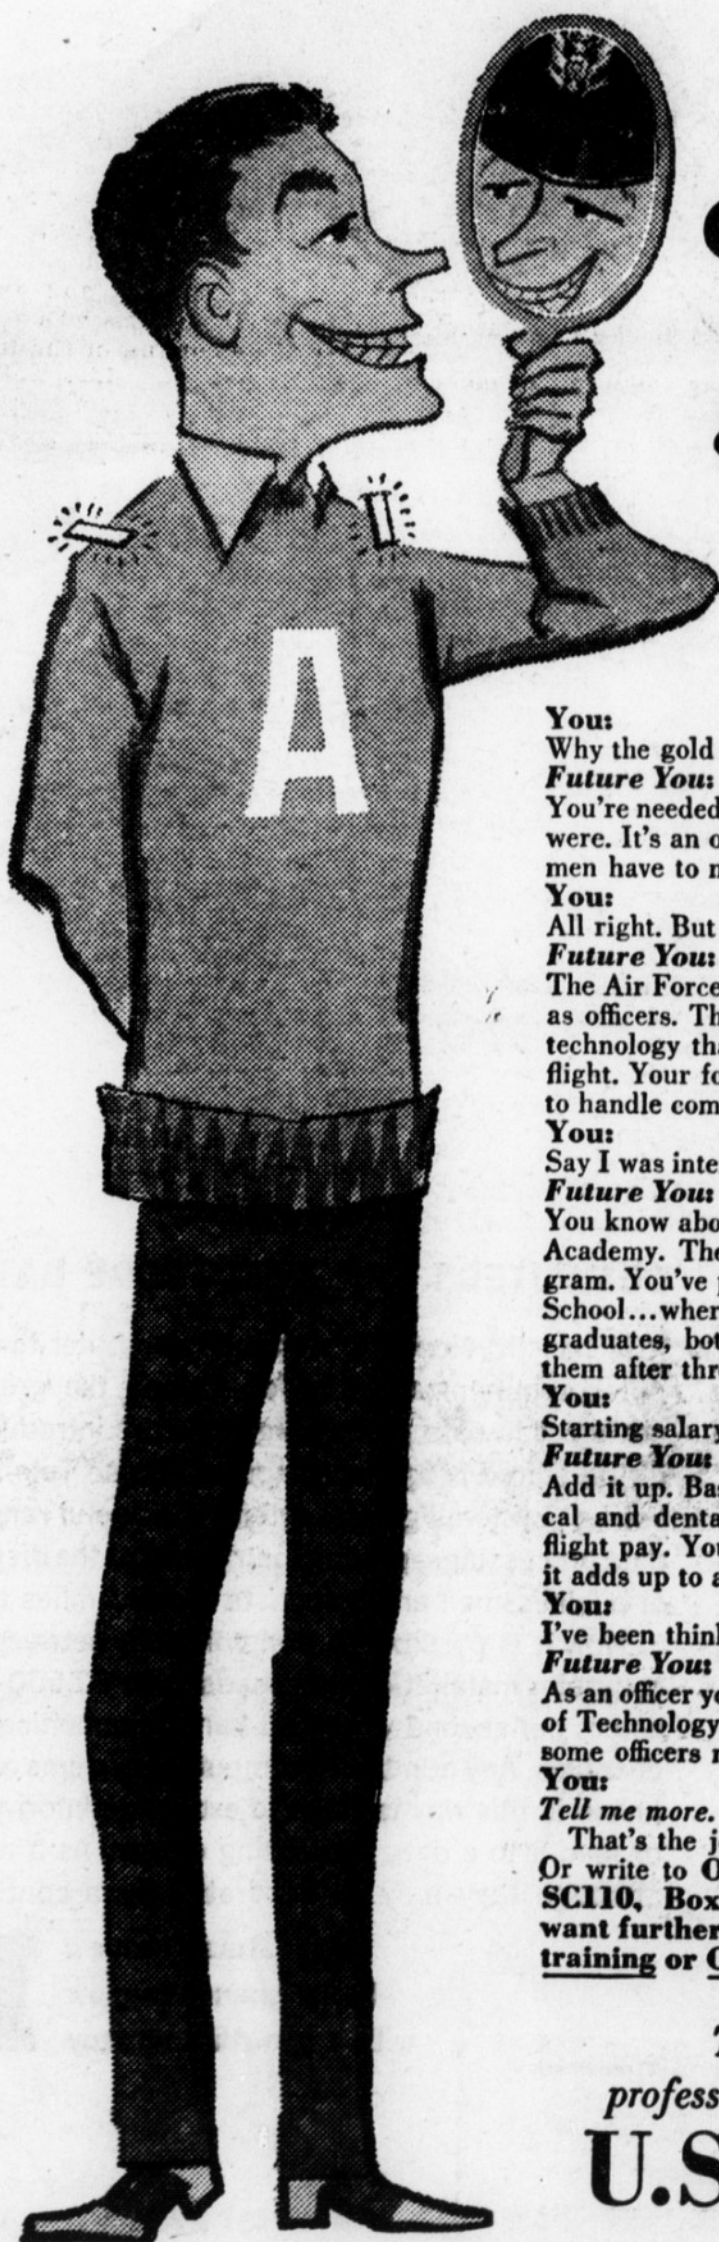 A
You:
Why the gold
Future You:
You're needed
were. It's an o
men have to n
You:
All right. But
Future You:
The Air Force
as officers. Th
technology tha
flight. Your fo
to handle com
You:
Say I was inte
Future You:
You know abo
Academy. The
gram. You've p
School...wher
graduates, bot
them after thr
You:
Starting salary
Future You:
Add it up. Bas
cal and denta
flight pay. You
it adds up to a
You:
I've been think
Future You:
As an officer yo
of Technology
some officers m
You:
Tell me more.
That's the j
Or write to O
SC110, Box
want further
training or O
T
profess
U.S